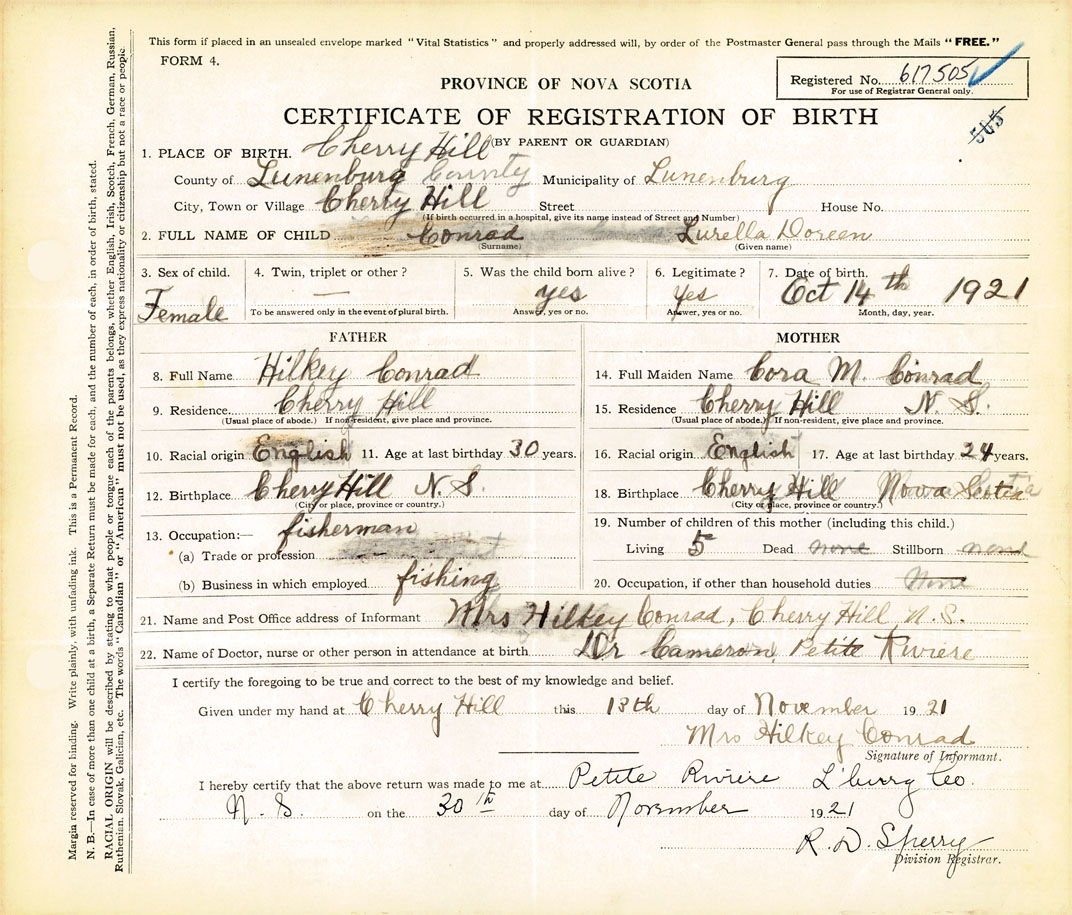 This form if placed in an unsealed envelope marked "Vital Statistics" and properly addressed will, by order of the Postmaster General pass through the Mails "FREE."
FORM 4.
Registered No. 617505
For use of Registrar General only.
505
PROVINCE OF NOVA SCOTIA
CERTIFICATE OF REGISTRATION OF BIRTH
(BY PARENT OR GUARDIAN)
1. PLACE OF BIRTH. Cherry Hill
County of Lunenburg County Municipality of Lunenburg
City, Town or Village Cherry Hill Street House No.
(If birth occurred in a hospital, give its name instead of Street and Number)
2. FULL NAME OF CHILD Conrad Lurella Doreen
(Surname) (Given name)
3. Sex of child. 4. Twin, triplet or other? 5. Was the child born alive? 6. Legitimate? 7. Date of birth.
Female — yes yes Oct 14th 1921
To be answered only in the event of plural birth. Answer, yes or no. Answer, yes or no. Month, day, year.
FATHER
8. Full Name Hilkey Conrad
9. Residence Cherry Hill
(Usual place of abode.) If non-resident, give place and province.
10. Racial origin English 11. Age at last birthday 30 years.
12. Birthplace Cherry Hill N.S.
(City or place, province or country.)
13. Occupation:— fisherman
(a) Trade or profession
(b) Business in which employed fishing
MOTHER
14. Full Maiden Name Cora M. Conrad
15. Residence Cherry Hill N.S.
(Usual place of abode.) If non-resident, give place and province.
16. Racial origin English 17. Age at last birthday 24 years.
18. Birthplace Cherry Hill Nova Scotia
(City or place, province or country.)
19. Number of children of this mother (including this child.)
Living 5 Dead none Stillborn none
20. Occupation, if other than household duties None
21. Name and Post Office address of Informant Mrs Hilkey Conrad, Cherry Hill, N.S.
22. Name of Doctor, nurse or other person in attendance at birth Dr Cameron, Petite Riviere
I certify the foregoing to be true and correct to the best of my knowledge and belief.
Given under my hand at Cherry Hill this 13th day of November 1921
Mrs Hilkey Conrad
Signature of Informant.
I hereby certify that the above return was made to me at Petite Riviere L'burg Co.
N.S. on the 30th day of November 1921
R. D. Sperry
Division Registrar.
Margin reserved for binding. Write plainly, with unfading ink. This is a Permanent Record.
N. B.—In case of more than one child at a birth, a Separate Return must be made for each, and the number of each, in order of birth, stated.
RACIAL ORIGIN will be described by stating to what people or tongue each of the parents belongs, whether English, Irish, Scotch, French, German, Russian,
Ruthenian, Slovak, Galician, etc. The words "Canadian" or "American" must not be used, as they express nationality or citizenship but not a race or people.